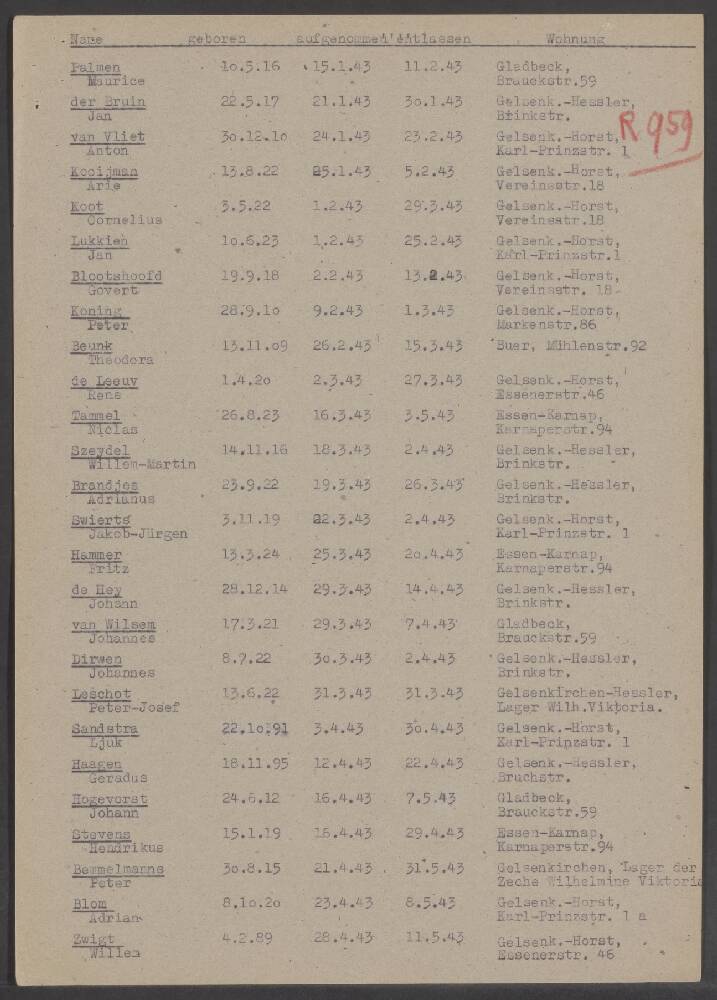 Name geboren aufgenommen entlassen Wohnung
Palmen 10.5.16 15.1.43 11.2.43 Gladbeck,
Maurice Brauckstr.59
der Bruin 22.5.17 21.1.43 30.1.43 Gelsenk.-Hessler,
Jan Brinkstr.
R 959
van Vliet 30.12.10 24.1.43 23.2.43 Gelsenk.-Horst,
Anton Karl-Prinzstr. 1
Kooijman 13.8.22 25.1.43 5.2.43 Gelsenk.-Horst,
Arie Vereinsstr.18
Koot 3.5.22 1.2.43 29.3.43 Gelsenk.-Horst,
Cornelius Vereinsstr.18
Lukkien 10.6.23 1.2.43 25.2.43 Gelsenk.-Horst,
Jan Karl-Prinzstr.1
Blootshoofd 19.9.18 2.2.43 13.2.43 Gelsenk.-Horst,
Govert Vereinsstr. 18
Koning 28.9.10 9.2.43 1.3.43 Gelsenk.-Horst,
Peter Markenstr.86
Beunk 13.11.09 26.2.43 15.3.43 Buer, Mühlenstr.92
Theodora
de Leeuv 1.4.20 2.3.43 27.3.43 Gelsenk.-Horst,
Rene Essenerstr.46
Tammel 26.8.23 16.3.43 3.5.43 Essen-Karnap,
Niclas Karnaperstr.94
Szeydel 14.11.16 18.3.43 2.4.43 Gelsenk.-Hessler,
Willem-Martin Brinkstr.
Brandjes 23.9.22 19.3.43 26.3.43 Gelsenk.-Hessler,
Adrianus Brinkstr.
Swierts 3.11.19 22.3.43 2.4.43 Gelsenk.-Horst,
Jakob-Jürgen Karl-Prinzstr. 1
Hammer 13.3.24 25.3.43 20.4.43 Essen-Karnap,
Fritz Karnaperstr.94
de Hey 28.12.14 29.3.43 14.4.43 Gelsenk.-Hessler,
Johann Brinkstr.
van Wilsem 17.3.21 29.3.43 7.4.43 Gladbeck,
Johannes Brauckstr.59
Dirwen 8.7.22 30.3.43 2.4.43 Gelsenk.-Hessler,
Johannes Brinkstr.
Leschot 13.6.22 31.3.43 31.3.43 Gelsenkirchen-Hessler,
Peter-Josef Lager Wilh.Viktoria.
Sandstra 22.10.91 3.4.43 30.4.43 Gelsenk.-Horst,
Ljuk Karl-Prinzstr. 1
Haagen 18.11.95 12.4.43 22.4.43 Gelsenk.-Hessler,
Geradus Bruchstr.
Hogevorst 24.6.12 16.4.43 7.5.43 Gladbeck,
Johann Brauckstr.59
Stevens 15.1.19 16.4.43 29.4.43 Essen-Karnap,
Hendrikus Karnaperstr.94
Bemmelmanns 30.8.15 21.4.43 31.5.43 Gelsenkirchen, Lager der
Peter Zeche Wilhelmine Viktoria
Blom 8.10.20 23.4.43 8.5.43 Gelsenk.-Horst,
Adrian Karl-Prinzstr. 1 a
Zwigt 4.2.89 28.4.43 11.5.43 Gelsenk.-Horst,
Willem Essenerstr. 46